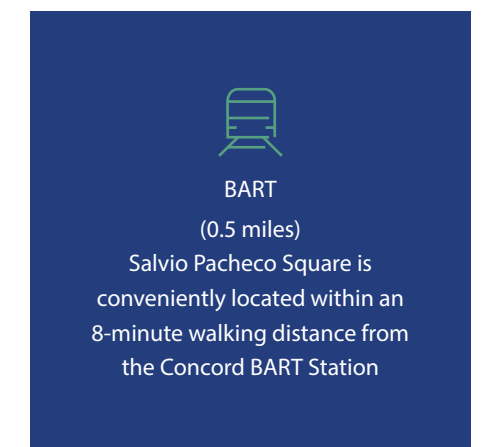 BART
(0.5 miles)
Salvio Pacheco Square is
conveniently located within an
8-minute walking distance from
the Concord BART Station